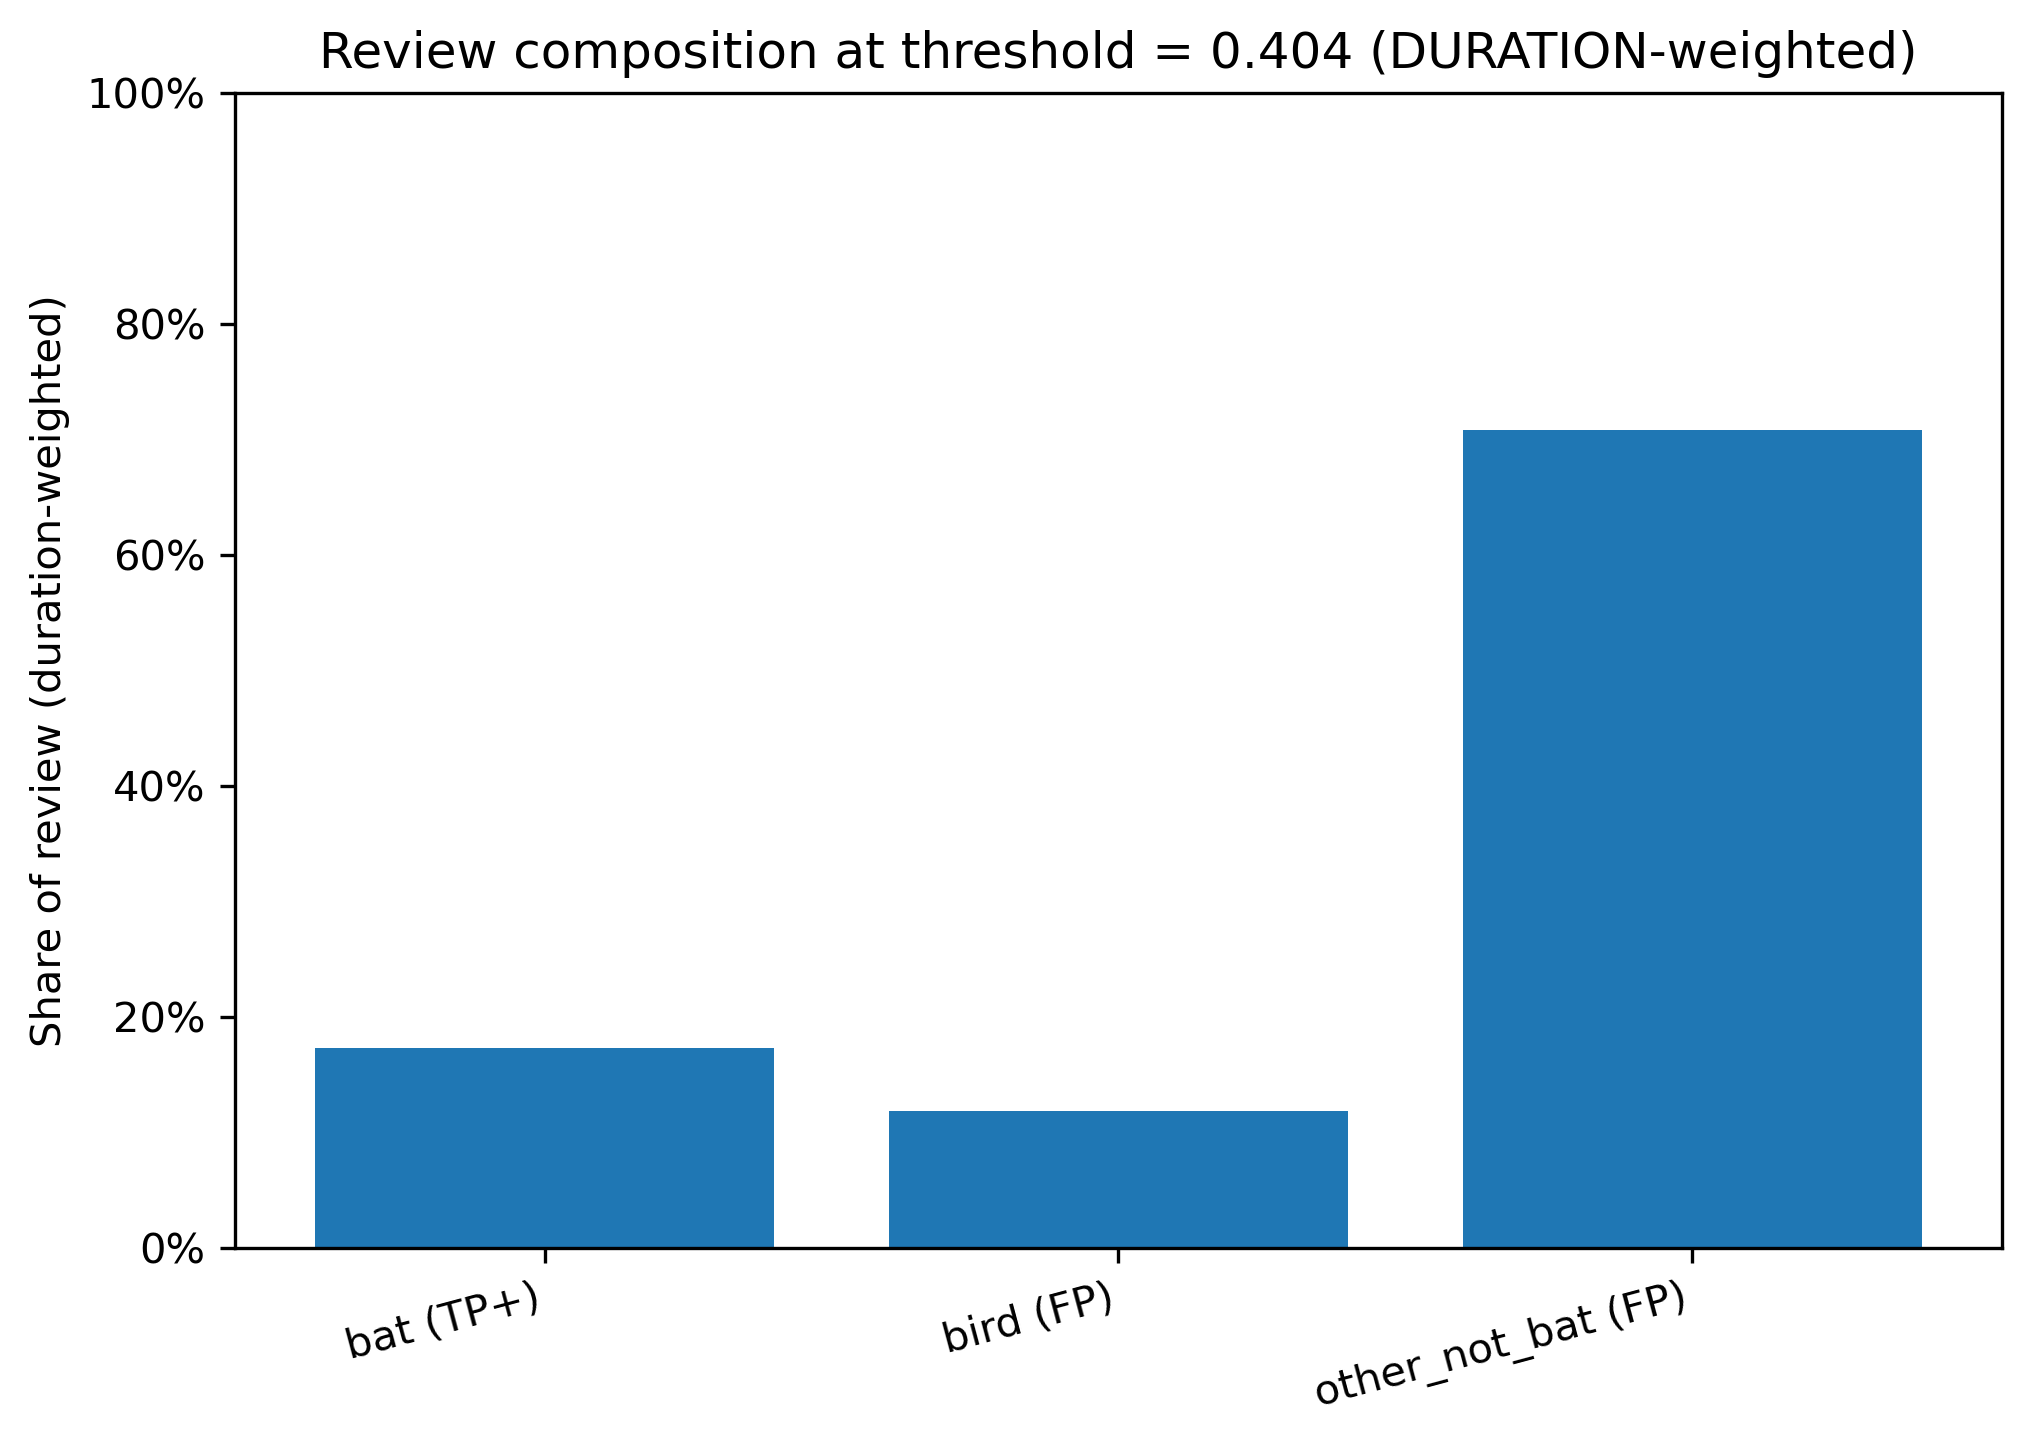 Review composition at threshold = 0.404 (DURATION-weighted)
Share of review (duration-weighted)
100%
80%
60%
40%
20%
0%
bat (TP+)
bird (FP)
other_not_bat (FP)